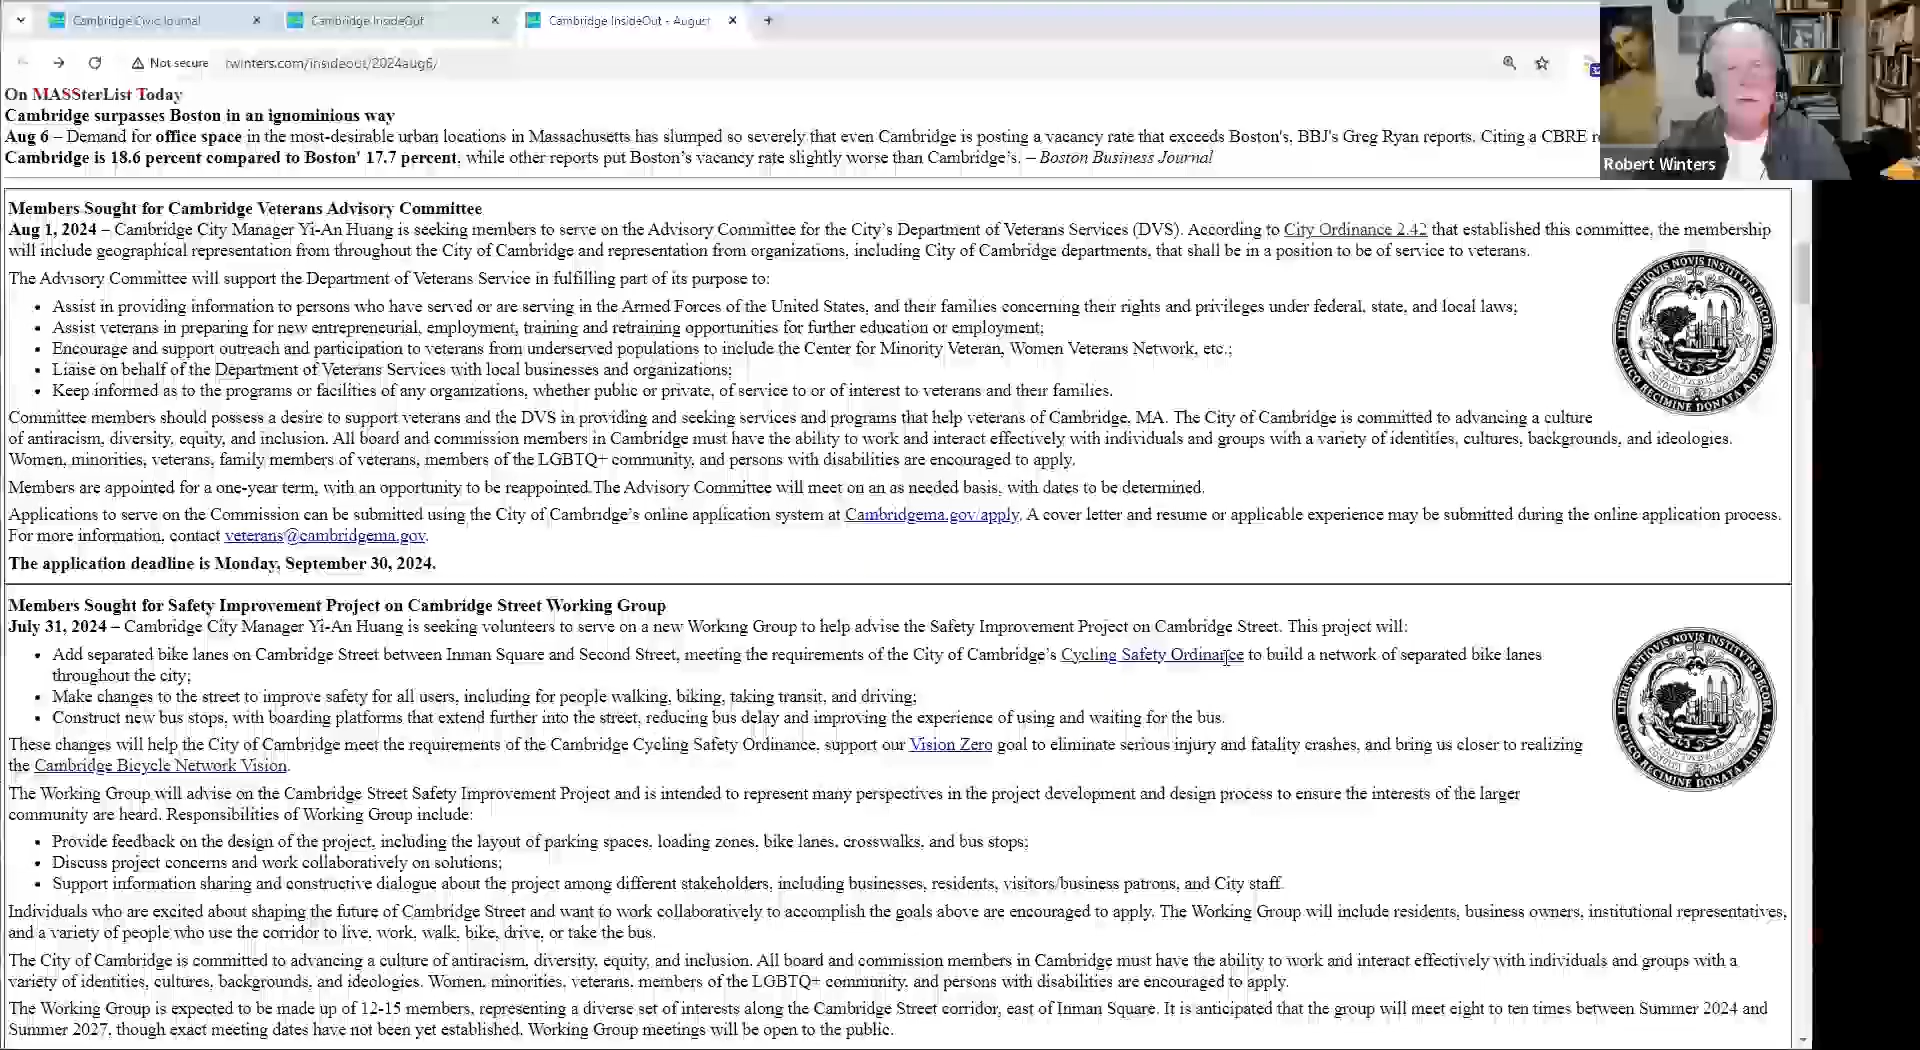 Cambridge Civic Journal
Cambridge InsideOut
Cambridge InsideOut - August
Not secure rwinters.com/insideout/2024aug6/
On MASSterList Today
Cambridge surpasses Boston in an ignominious way
Aug 6 – Demand for office space in the most-desirable urban locations in Massachusetts has slumped so severely that even Cambridge is posting a vacancy rate that exceeds Boston's, BBJ's Greg Ryan reports. Citing a CBRE
Cambridge is 18.6 percent compared to Boston' 17.7 percent, while other reports put Boston's vacancy rate slightly worse than Cambridge's. – Boston Business Journal
Robert Winters
Members Sought for Cambridge Veterans Advisory Committee
Aug 1, 2024 – Cambridge City Manager Yi-An Huang is seeking members to serve on the Advisory Committee for the City's Department of Veterans Services (DVS). According to City Ordinance 2.42 that established this committee, the membership
will include geographical representation from throughout the City of Cambridge and representation from organizations, including City of Cambridge departments, that shall be in a position to be of service to veterans.
The Advisory Committee will support the Department of Veterans Service in fulfilling part of its purpose to:
• Assist in providing information to persons who have served or are serving in the Armed Forces of the United States, and their families concerning their rights and privileges under federal, state, and local laws;
• Assist veterans in preparing for new entrepreneurial, employment, training and retraining opportunities for further education or employment;
• Encourage and support outreach and participation to veterans from underserved populations to include the Center for Minority Veteran, Women Veterans Network, etc.;
• Liaise on behalf of the Department of Veterans Services with local businesses and organizations;
• Keep informed as to the programs or facilities of any organizations, whether public or private, of service to or of interest to veterans and their families.
Committee members should possess a desire to support veterans and the DVS in providing and seeking services and programs that help veterans of Cambridge, MA. The City of Cambridge is committed to advancing a culture
of antiracism, diversity, equity, and inclusion. All board and commission members in Cambridge must have the ability to work and interact effectively with individuals and groups with a variety of identities, cultures, backgrounds, and ideologies.
Women, minorities, veterans, family members of veterans, members of the LGBTQ+ community, and persons with disabilities are encouraged to apply.
Members are appointed for a one-year term, with an opportunity to be reappointed.The Advisory Committee will meet on an as needed basis, with dates to be determined.
Applications to serve on the Commission can be submitted using the City of Cambridge's online application system at Cambridgema.gov/apply. A cover letter and resume or applicable experience may be submitted during the online application process.
For more information, contact veterans@cambridgema.gov.
The application deadline is Monday, September 30, 2024.
LITERIS ANTIQVIS NOVIS INSTITVTIS DECORA
CIVICO REGIMINE DONATA A.D. 1846
Members Sought for Safety Improvement Project on Cambridge Street Working Group
July 31, 2024 – Cambridge City Manager Yi-An Huang is seeking volunteers to serve on a new Working Group to help advise the Safety Improvement Project on Cambridge Street. This project will:
• Add separated bike lanes on Cambridge Street between Inman Square and Second Street, meeting the requirements of the City of Cambridge's Cycling Safety Ordinance to build a network of separated bike lanes
throughout the city;
• Make changes to the street to improve safety for all users, including for people walking, biking, taking transit, and driving;
• Construct new bus stops, with boarding platforms that extend further into the street, reducing bus delay and improving the experience of using and waiting for the bus.
These changes will help the City of Cambridge meet the requirements of the Cambridge Cycling Safety Ordinance, support our Vision Zero goal to eliminate serious injury and fatality crashes, and bring us closer to realizing
the Cambridge Bicycle Network Vision.
The Working Group will advise on the Cambridge Street Safety Improvement Project and is intended to represent many perspectives in the project development and design process to ensure the interests of the larger
community are heard. Responsibilities of Working Group include:
• Provide feedback on the design of the project, including the layout of parking spaces, loading zones, bike lanes, crosswalks, and bus stops;
• Discuss project concerns and work collaboratively on solutions;
• Support information sharing and constructive dialogue about the project among different stakeholders, including businesses, residents, visitors/business patrons, and City staff.
Individuals who are excited about shaping the future of Cambridge Street and want to work collaboratively to accomplish the goals above are encouraged to apply. The Working Group will include residents, business owners, institutional representatives,
and a variety of people who use the corridor to live, work, walk, bike, drive, or take the bus.
The City of Cambridge is committed to advancing a culture of antiracism, diversity, equity, and inclusion. All board and commission members in Cambridge must have the ability to work and interact effectively with individuals and groups with a
variety of identities, cultures, backgrounds, and ideologies. Women, minorities, veterans, members of the LGBTQ+ community, and persons with disabilities are encouraged to apply.
The Working Group is expected to be made up of 12-15 members, representing a diverse set of interests along the Cambridge Street corridor, east of Inman Square. It is anticipated that the group will meet eight to ten times between Summer 2024 and
Summer 2027, though exact meeting dates have not been yet established. Working Group meetings will be open to the public.
LITERIS ANTIQVIS NOVIS INSTITVTIS DECORA
CIVICO REGIMINE DONATA A.D. 1846